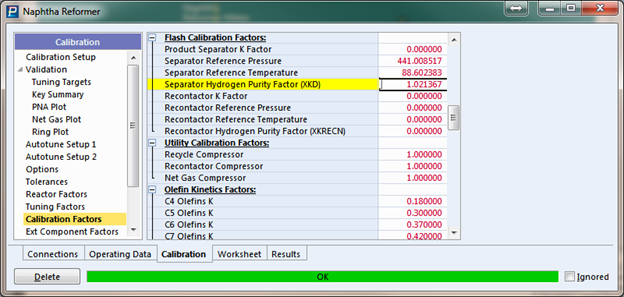 Naphtha Reformer
Calibration
Calibration Setup
Validation
Tuning Targets
Key Summary
PNA Plot
Net Gas Plot
Ring Plot
Autotune Setup 1
Autotune Setup 2
Options
Tolerances
Reactor Factors
Tuning Factors
Calibration Factors
Ext Component Factors
Flash Calibration Factors:
Product Separator K Factor 0.000000
Separator Reference Pressure 441.008517
Separator Reference Temperature 88.602383
Separator Hydrogen Purity Factor (XKD) 1.021367
Recontactor K Factor 0.000000
Recontactor Reference Pressure 0.000000
Recontactor Reference Temperature 0.000000
Recontactor Hydrogen Purity Factor (XKRECN) 0.000000
Utility Calibration Factors:
Recycle Compressor 1.000000
Recontactor Compressor 1.000000
Net Gas Compressor 1.000000
Olefin Kinetics Factors:
C4 Olefins K 0.180000
C5 Olefins K 0.300000
C6 Olefins K 0.370000
C7 Olefins K 0.420000
Connections Operating Data Calibration Worksheet Results
Delete OK Ignored